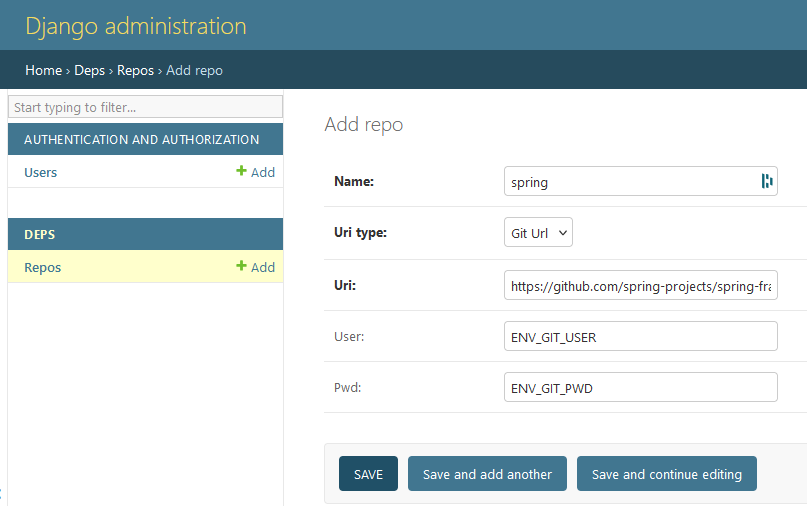 Django administration
Home › Deps › Repos › Add repo
Start typing to filter...
AUTHENTICATION AND AUTHORIZATION
Users + Add
DEPS
Repos + Add
Add repo
Name: spring
Uri type: Git Url
Uri: https://github.com/spring-projects/spring-fra
User: ENV_GIT_USER
Pwd: ENV_GIT_PWD
SAVE Save and add another Save and continue editing